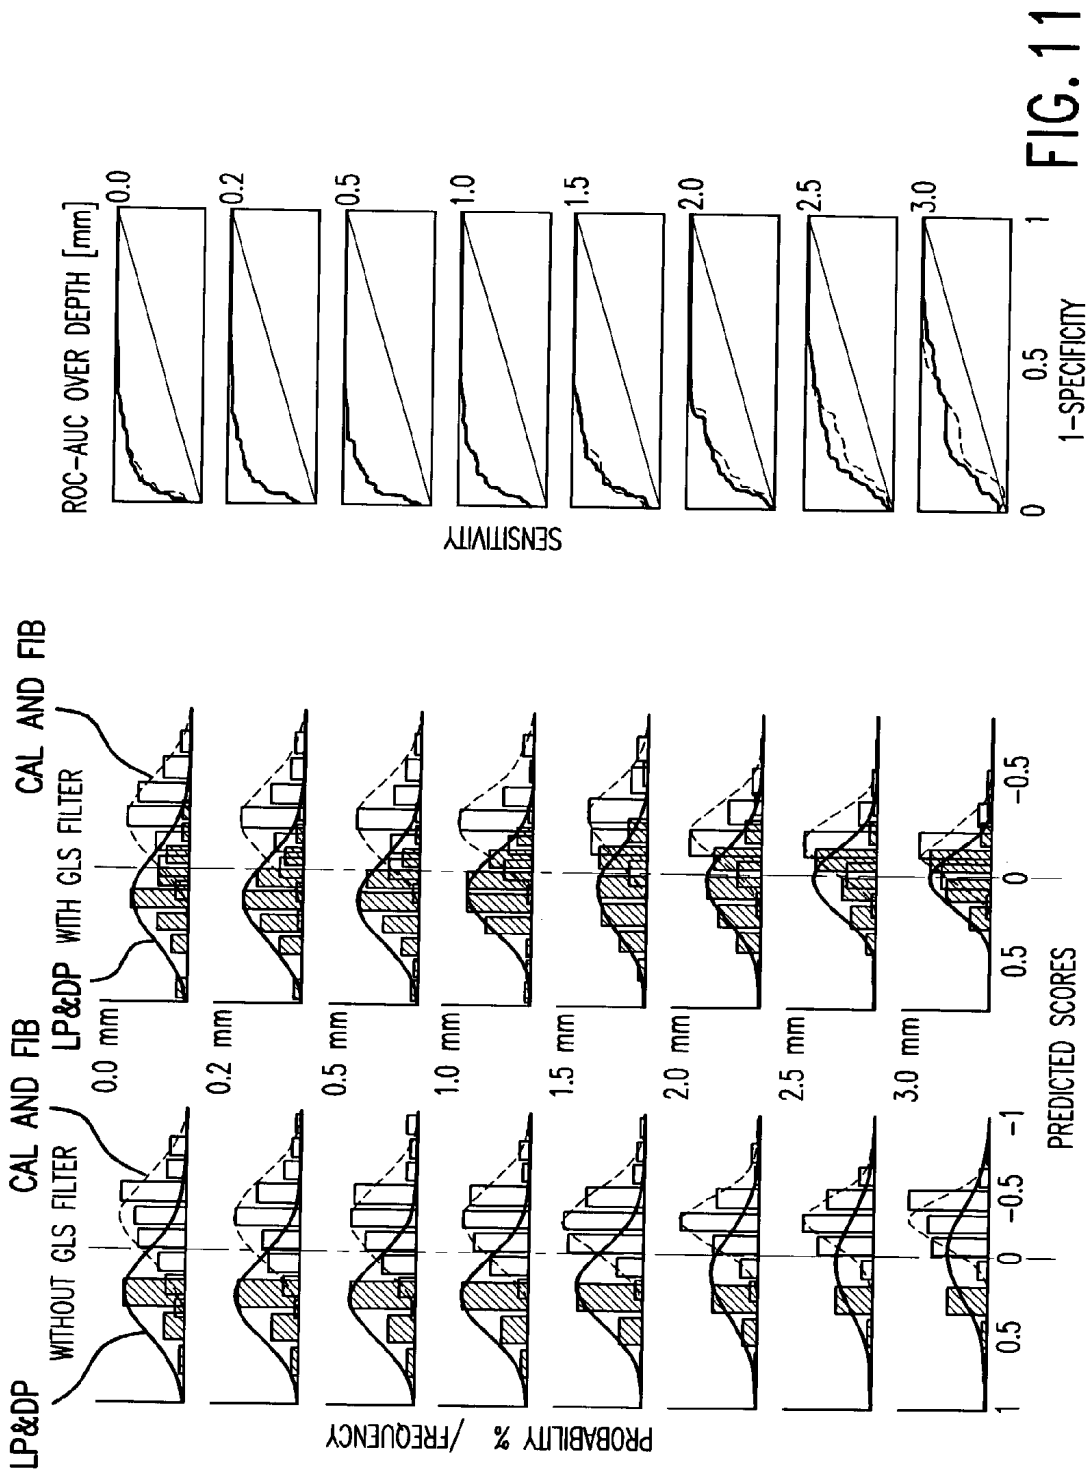 LP&DP
CAL AND FIB
WITHOUT GLS FILTER
LP&DP
CAL AND FIB
WITH GLS FILTER
ROC-AUC OVER DEPTH [mm]
0.0 mm
0.0
0.2 mm
0.2
0.5 mm
0.5
1.0 mm
1.0
1.5 mm
1.5
2.0 mm
2.0
2.5 mm
2.5
3.0 mm
3.0
PROBABILITY %
/FREQUENCY
SENSITIVITY
1 0.5 0 -0.5 -1
0.5 0 -0.5
PREDICTED SCORES
0 0.5 1
1-SPECIFICITY
FIG. 11